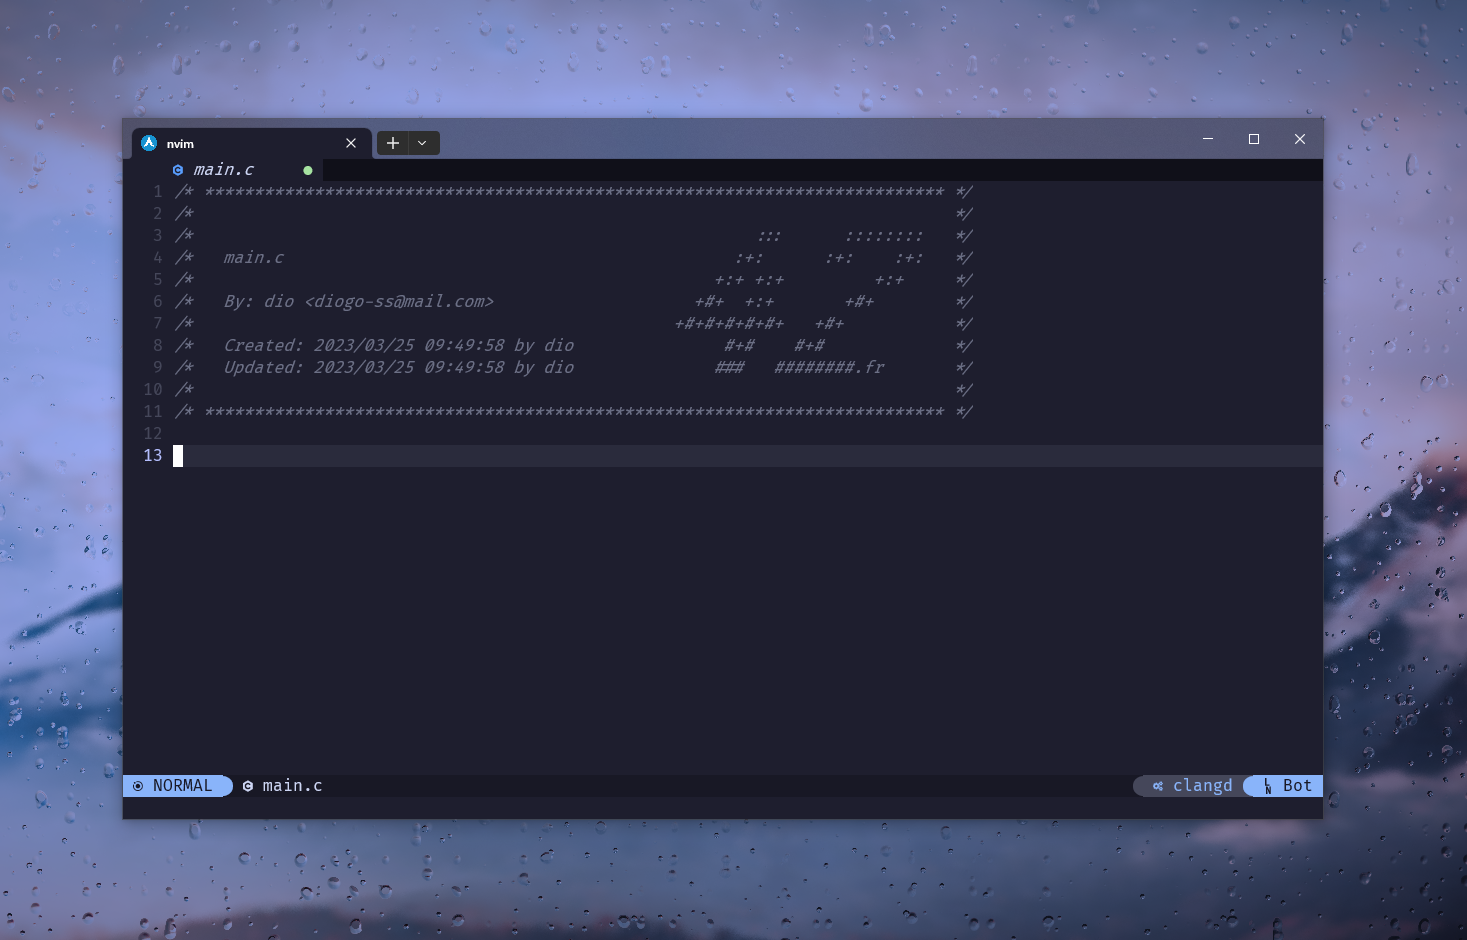 nvim
main.c
1 /* ************************************************************************** */
2 /*                                                                            */
3 /*                                                        :::      ::::::::   */
4 /*   main.c                                             :+:      :+:    :+:   */
5 /*                                                    +:+ +:+         +:+     */
6 /*   By: dio <diogo-ss@mail.com>                    +#+  +:+       +#+        */
7 /*                                                +#+#+#+#+#+   +#+           */
8 /*   Created: 2023/03/25 09:49:58 by dio               #+#    #+#             */
9 /*   Updated: 2023/03/25 09:49:58 by dio              ###   ########.fr       */
10 /*                                                                            */
11 /* ************************************************************************** */
12
13
NORMAL main.c clangd LN Bot